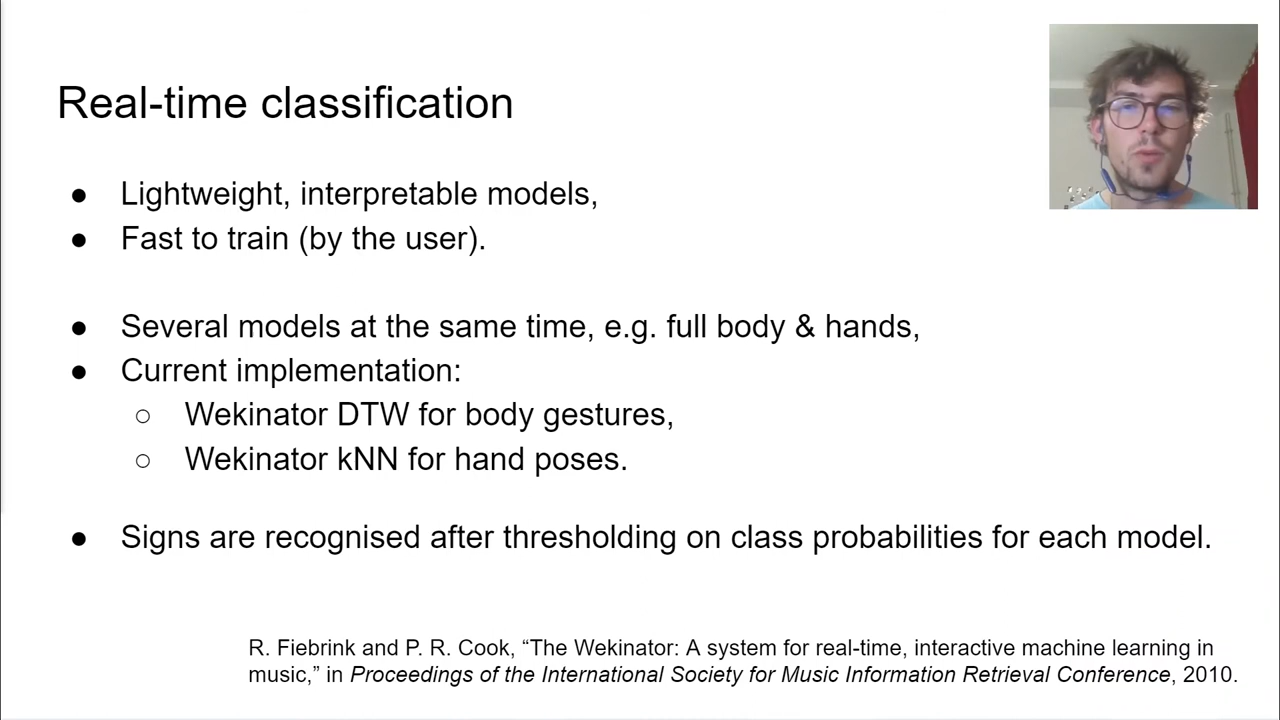 Real-time classification
● Lightweight, interpretable models,
● Fast to train (by the user).
● Several models at the same time, e.g. full body & hands,
● Current implementation:
○ Wekinator DTW for body gestures,
○ Wekinator kNN for hand poses.
● Signs are recognised after thresholding on class probabilities for each model.
R. Fiebrink and P. R. Cook, “The Wekinator: A system for real-time, interactive machine learning in
music,” in Proceedings of the International Society for Music Information Retrieval Conference, 2010.